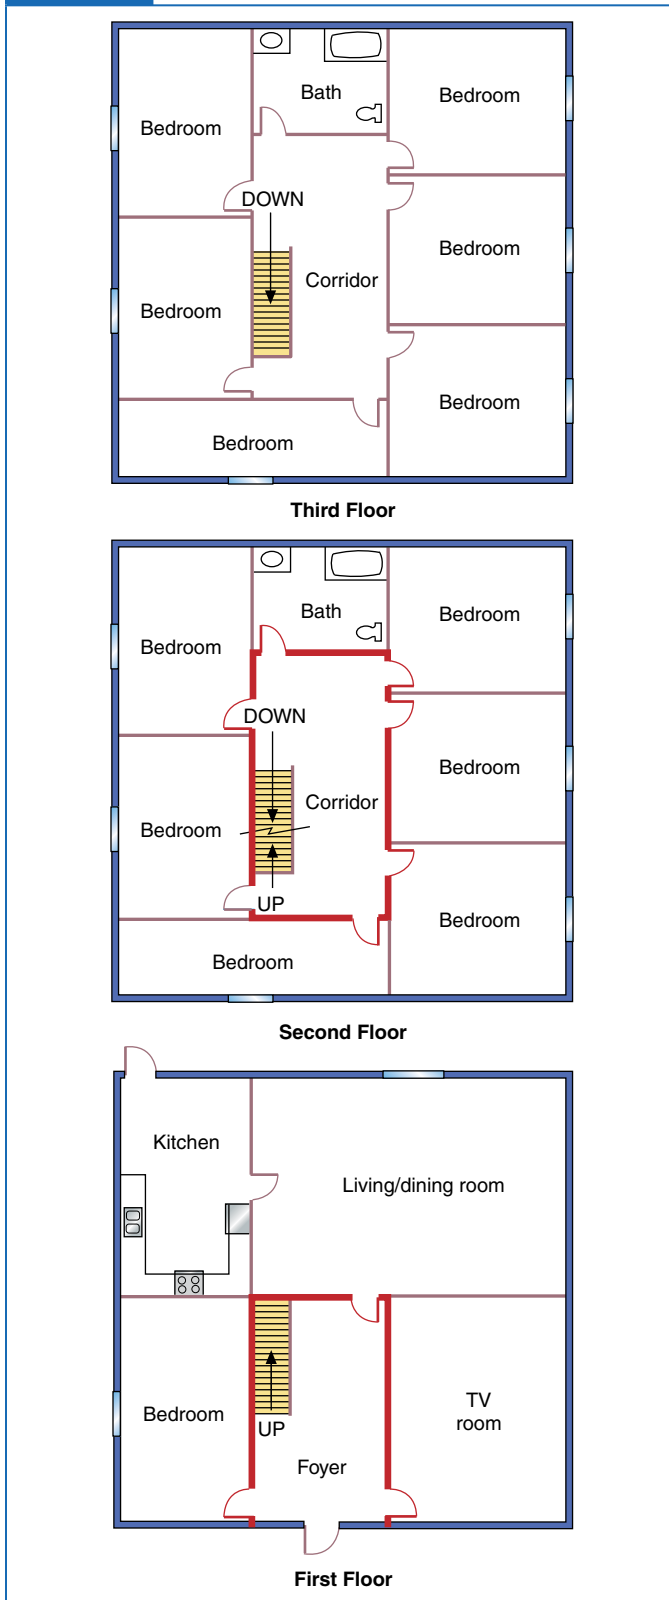 Bath
Bedroom
Bedroom
DOWN
Bedroom
Corridor
Bedroom
Bedroom
Bedroom
Third Floor
Bath
Bedroom
Bedroom
DOWN
Bedroom
Corridor
Bedroom
UP
Bedroom
Bedroom
Second Floor
Kitchen
Living/dining room
Bedroom
TV
room
UP
Foyer
First Floor